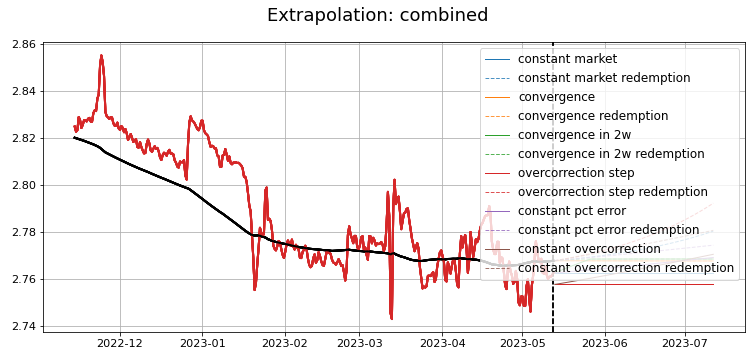 Extrapolation: combined
2.86
2.84
2.82
2.80
2.78
2.76
2.74
constant market
constant market redemption
convergence
convergence redemption
convergence in 2w
convergence in 2w redemption
overcorrection step
overcorrection step redemption
constant pct error
constant pct error redemption
constant overcorrection
constant overcorrection redemption
2022-12 2023-01 2023-02 2023-03 2023-04 2023-05 2023-06 2023-07